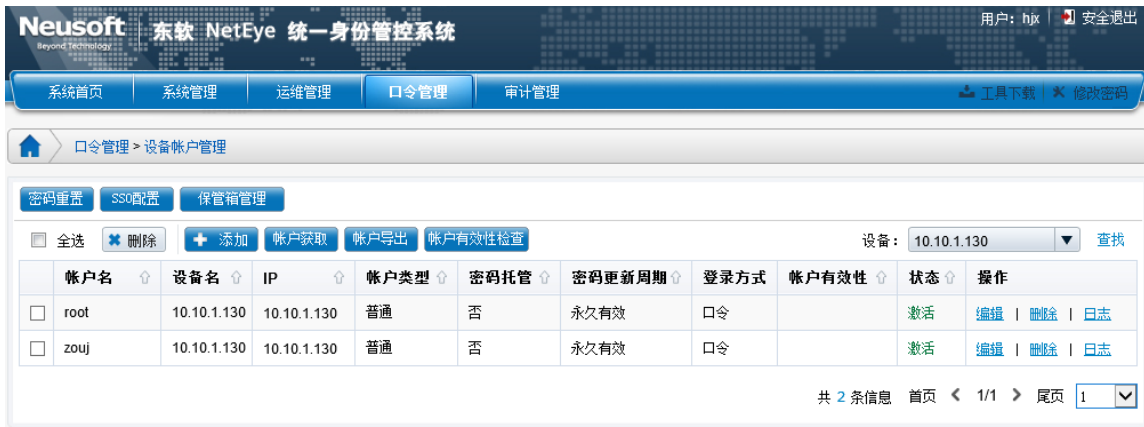 Neusoft 东软 NetEye 统一身份管控系统 用户：hjx 安全退出
Beyond Technology
系统首页 系统管理 运维管理 口令管理 审计管理 工具下载 修改密码
口令管理 > 设备帐户管理
密码重置 SSO配置 保管箱管理
全选 删除 添加 帐户获取 帐户导出 帐户有效性检查 设备： 10.10.1.130 查找
帐户名 设备名 IP 帐户类型 密码托管 密码更新周期 登录方式 帐户有效性 状态 操作
root 10.10.1.130 10.10.1.130 普通 否 永久有效 口令 激活 编辑 | 删除 | 日志
zouj 10.10.1.130 10.10.1.130 普通 否 永久有效 口令 激活 编辑 | 删除 | 日志
共 2 条信息 首页 1/1 尾页 1